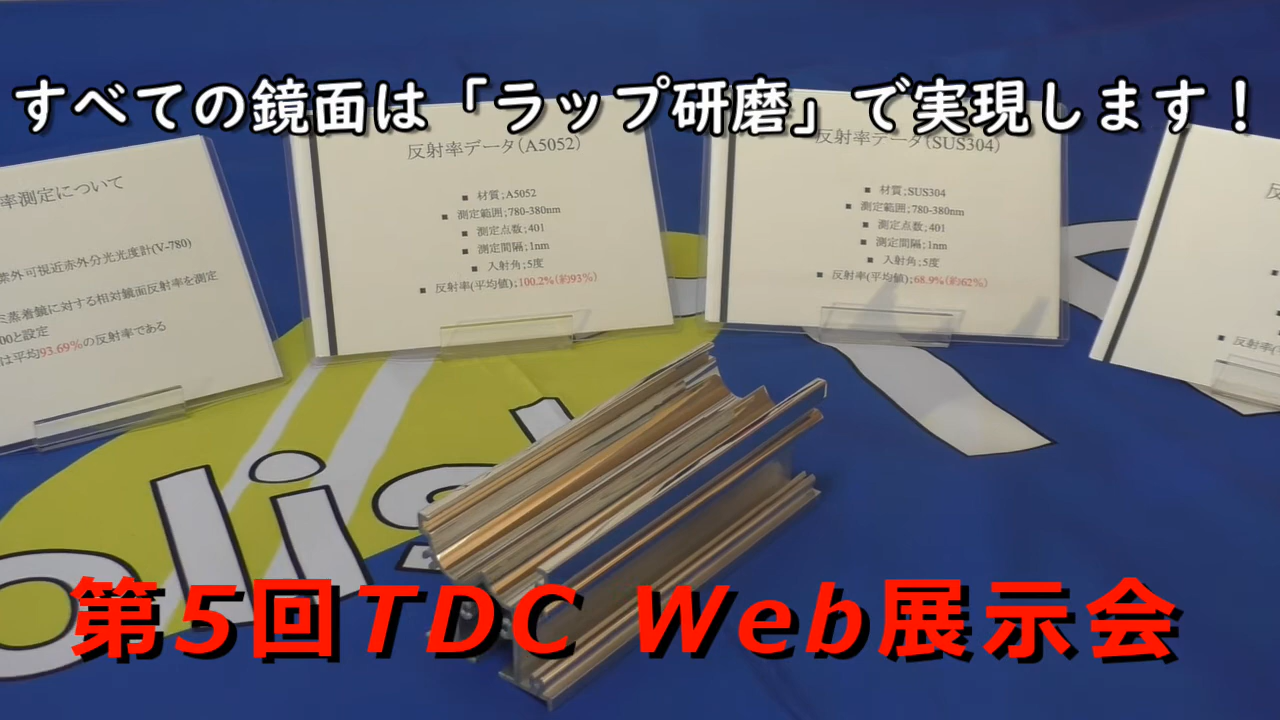 すべての鏡面は「ラップ研磨」で実現します！
率測定について
紫外可視近赤外分光光度計(V-780)
ミ蒸着鏡に対する相対鏡面反射率を測定
00と設定
は平均93.69%の反射率である
反射率データ(A5052)
■ 材質;A5052
■ 測定範囲;780-380nm
■ 測定点数;401
■ 測定間隔;1nm
■ 入射角;5度
■ 反射率(平均値);100.2%(約93%)
反射率データ(SUS304)
■ 材質;SUS304
■ 測定範囲;780-380nm
■ 測定点数;401
■ 測定間隔;1nm
■ 入射角;5度
■ 反射率(平均値);68.9%(約62%)
■ 反射率(
olish
第5回TDC Web展示会